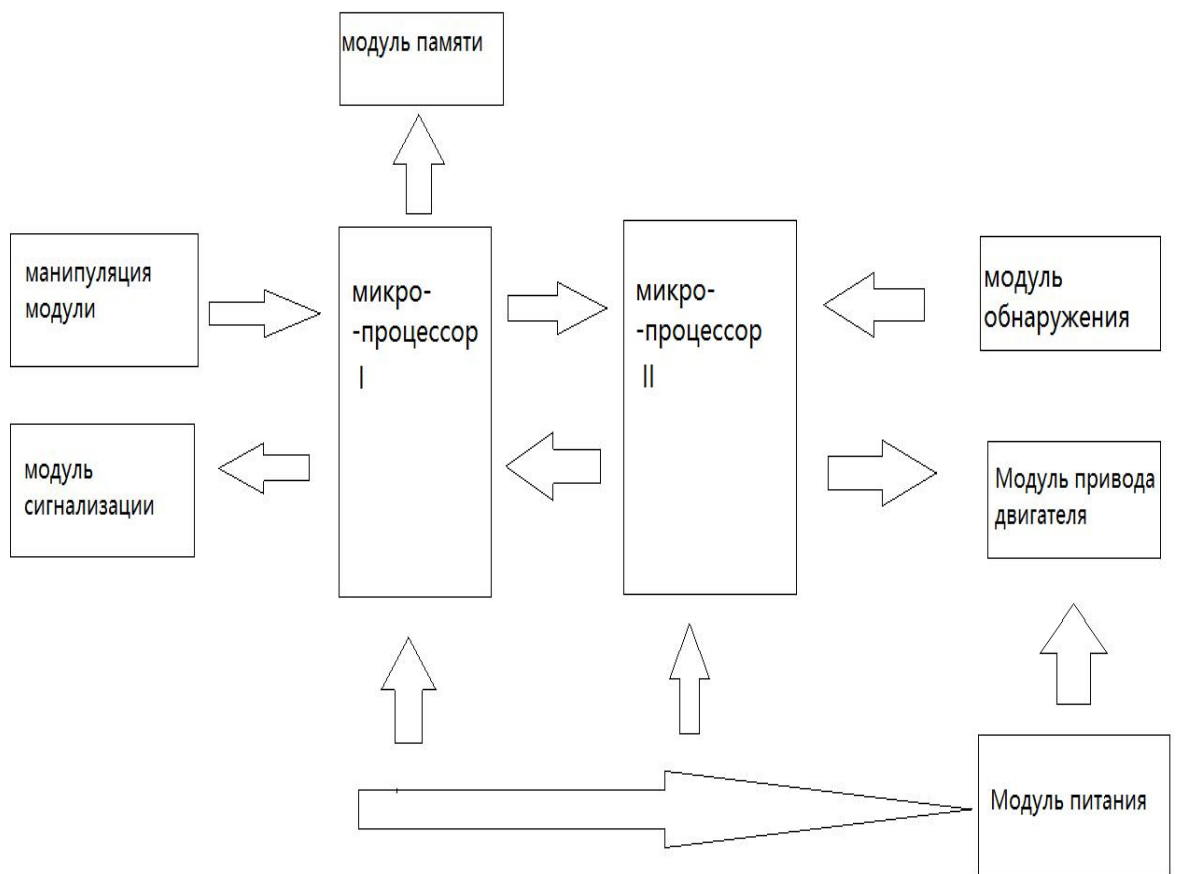 модуль памяти
манипуляция
модули
микро-
-процессор
I
микро-
-процессор
II
модуль
обнаружения
модуль
сигнализации
Модуль привода
двигателя
Модуль питания